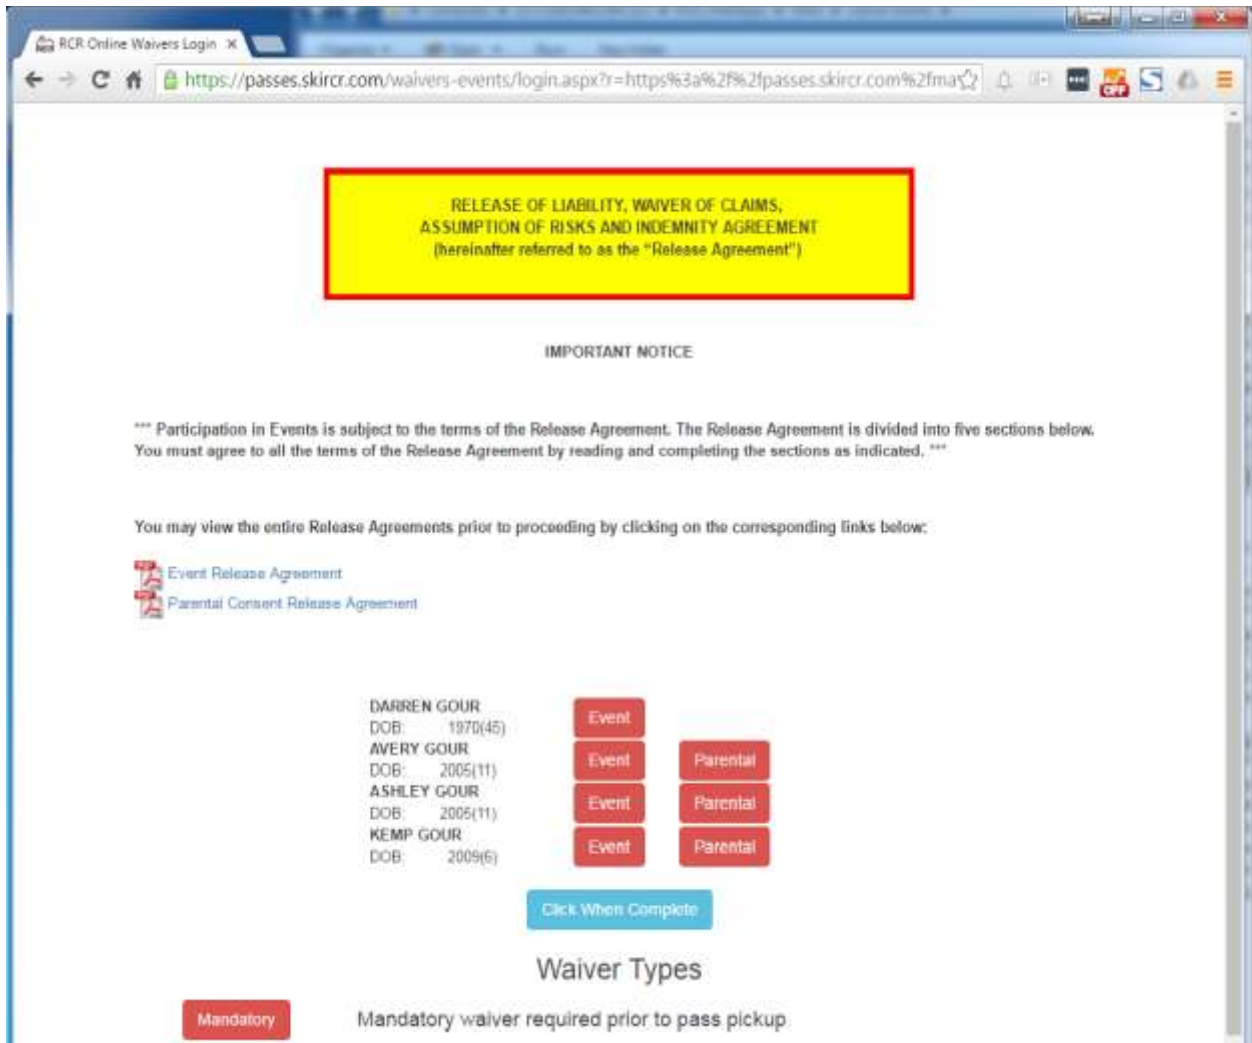 RCR Online Waivers Login
https://passes.skircr.com/waivers-events/login.aspx?r=https%3a%2f%2fpasses.skircr.com%2fma
OFF
RELEASE OF LIABILITY, WAIVER OF CLAIMS,
ASSUMPTION OF RISKS AND INDEMNITY AGREEMENT
(hereinafter referred to as the “Release Agreement”)
IMPORTANT NOTICE
*** Participation in Events is subject to the terms of the Release Agreement. The Release Agreement is divided into five sections below.
You must agree to all the terms of the Release Agreement by reading and completing the sections as indicated. ***
You may view the entire Release Agreements prior to proceeding by clicking on the corresponding links below:
Event Release Agreement
Parental Consent Release Agreement
DARREN GOUR
DOB: 1970(45) Event
AVERY GOUR
DOB: 2005(11) Event Parental
ASHLEY GOUR
DOB: 2005(11) Event Parental
KEMP GOUR
DOB: 2009(6) Event Parental
Click When Complete
Waiver Types
Mandatory Mandatory waiver required prior to pass pickup